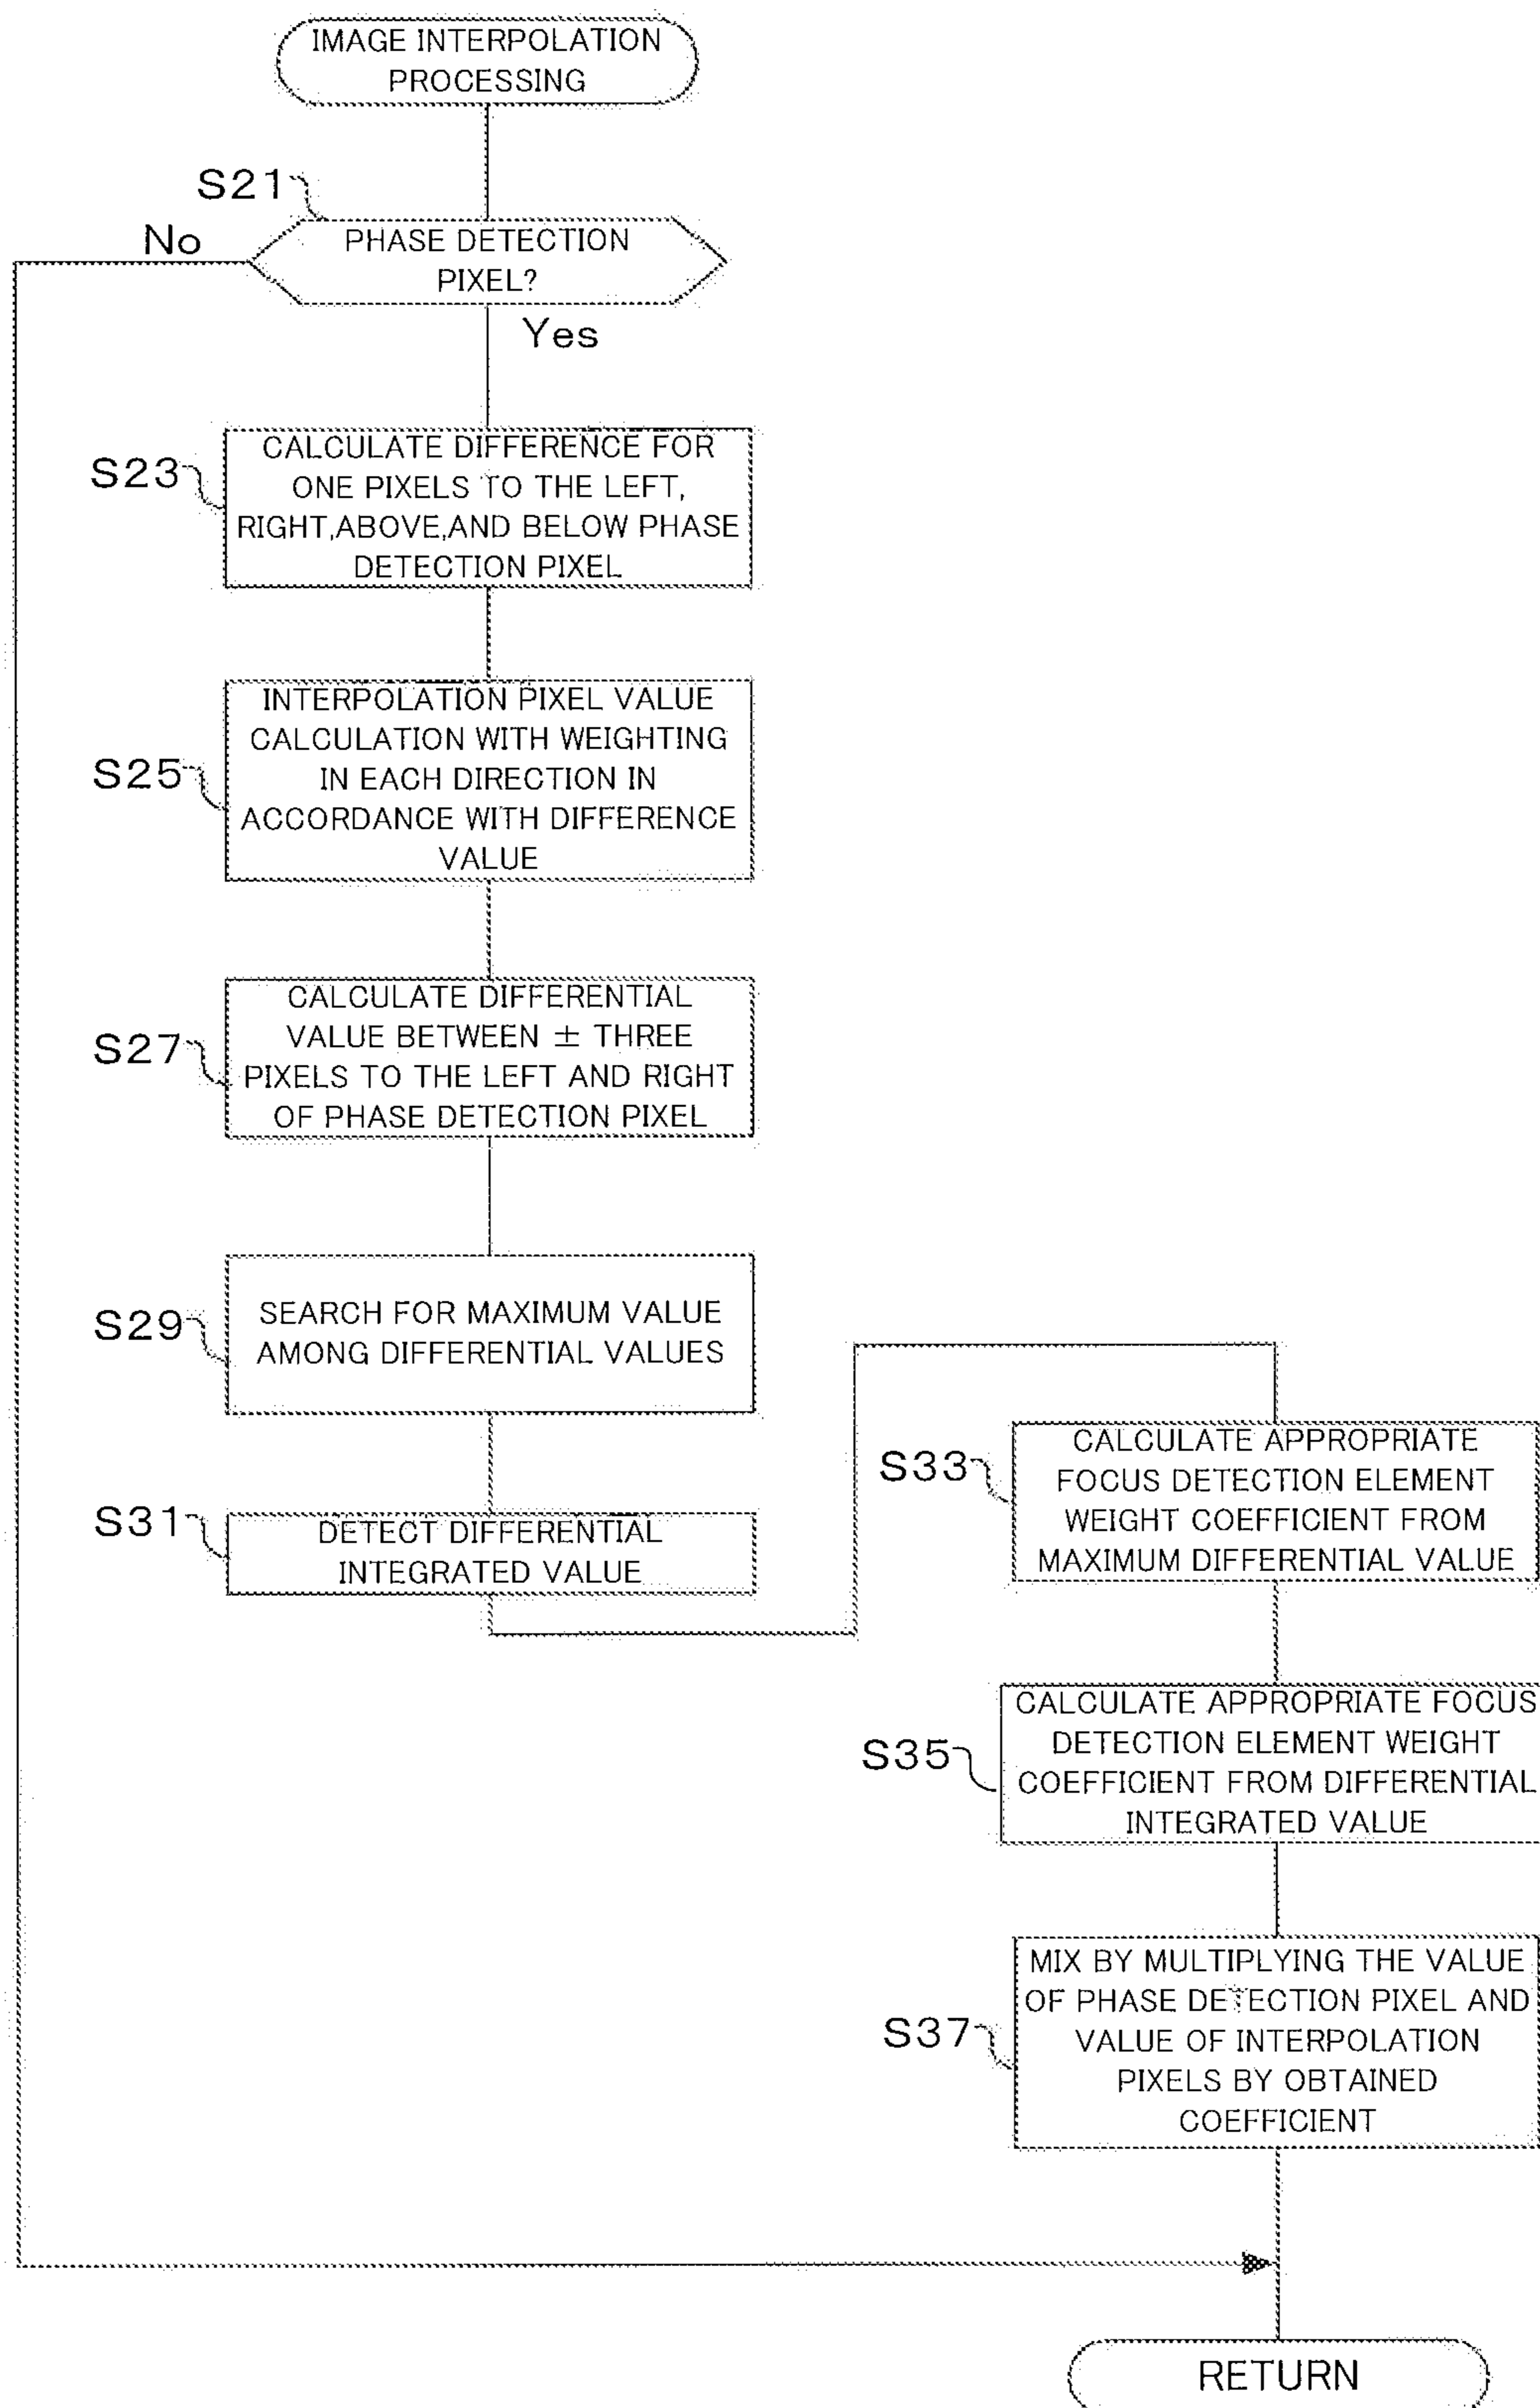 IMAGE INTERPOLATION
PROCESSING
S21
No
PHASE DETECTION
PIXEL?
Yes
S23
CALCULATE DIFFERENCE FOR
ONE PIXELS TO THE LEFT,
RIGHT,ABOVE,AND BELOW PHASE
DETECTION PIXEL
S25
INTERPOLATION PIXEL VALUE
CALCULATION WITH WEIGHTING
IN EACH DIRECTION IN
ACCORDANCE WITH DIFFERENCE
VALUE
S27
CALCULATE DIFFERENTIAL
VALUE BETWEEN ± THREE
PIXELS TO THE LEFT AND RIGHT
OF PHASE DETECTION PIXEL
S29
SEARCH FOR MAXIMUM VALUE
AMONG DIFFERENTIAL VALUES
S31
DETECT DIFFERENTIAL
INTEGRATED VALUE
S33
CALCULATE APPROPRIATE
FOCUS DETECTION ELEMENT
WEIGHT COEFFICIENT FROM
MAXIMUM DIFFERENTIAL VALUE
S35
CALCULATE APPROPRIATE FOCUS
DETECTION ELEMENT WEIGHT
COEFFICIENT FROM DIFFERENTIAL
INTEGRATED VALUE
S37
MIX BY MULTIPLYING THE VALUE
OF PHASE DETECTION PIXEL AND
VALUE OF INTERPOLATION
PIXELS BY OBTAINED
COEFFICIENT
RETURN